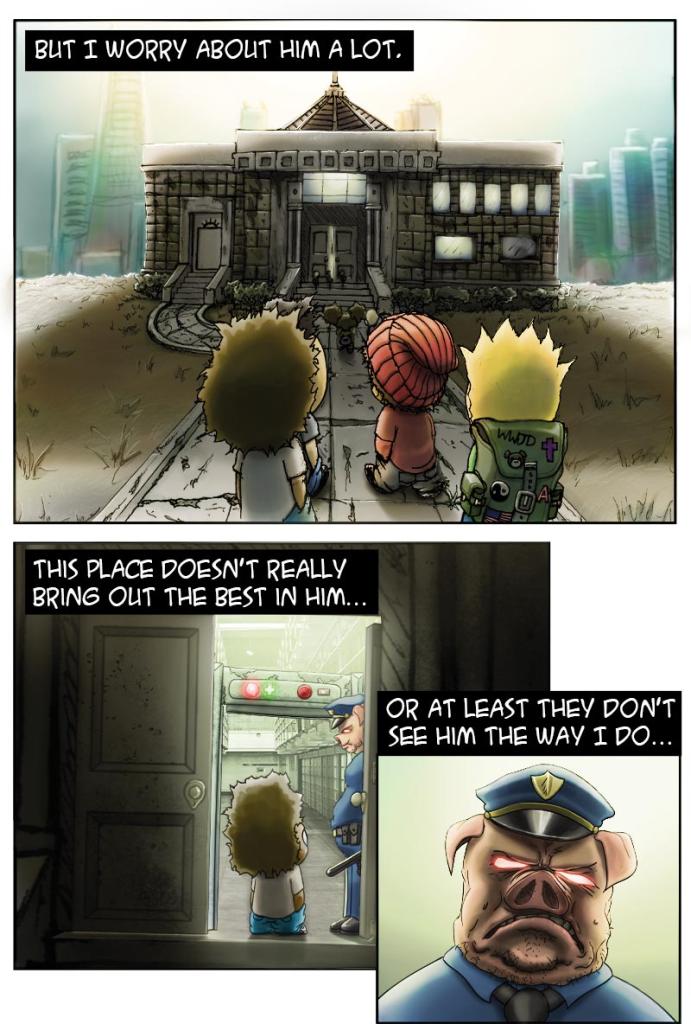 BUT I WORRY ABOUT HIM A LOT.
WWJD
A
THIS PLACE DOESN'T REALLY
BRING OUT THE BEST IN HIM...
OR AT LEAST THEY DON'T
SEE HIM THE WAY I DO...